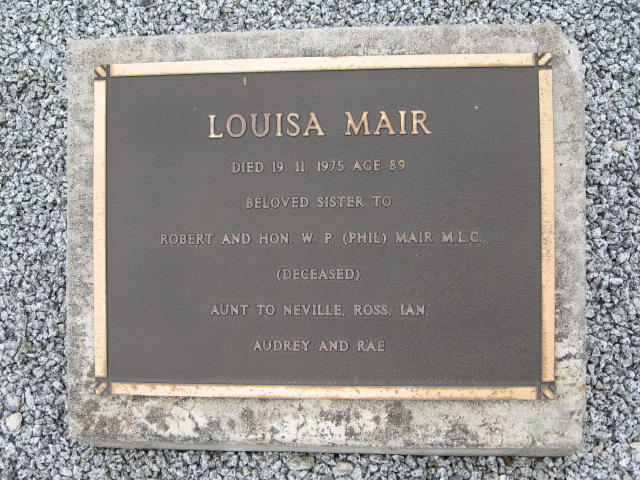 LOUISA MAIR
DIED 19. 11. 1975 AGE 89
BELOVED SISTER TO
ROBERT AND HON. W. P. (PHIL) MAIR M.L.C.
(DECEASED)
AUNT TO NEVILLE, ROSS, IAN,
AUDREY AND RAE